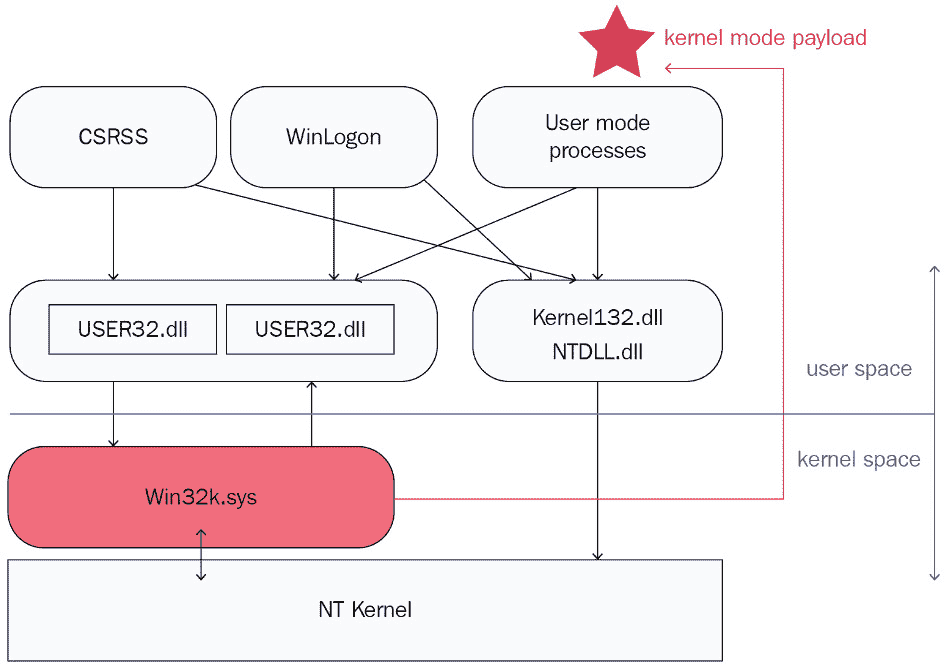 kernel mode payload
CSRSS
WinLogon
User mode
processes
USER32.dll
USER32.dll
Kernel132.dll
NTDLL.dll
user space
kernel space
Win32k.sys
NT Kernel